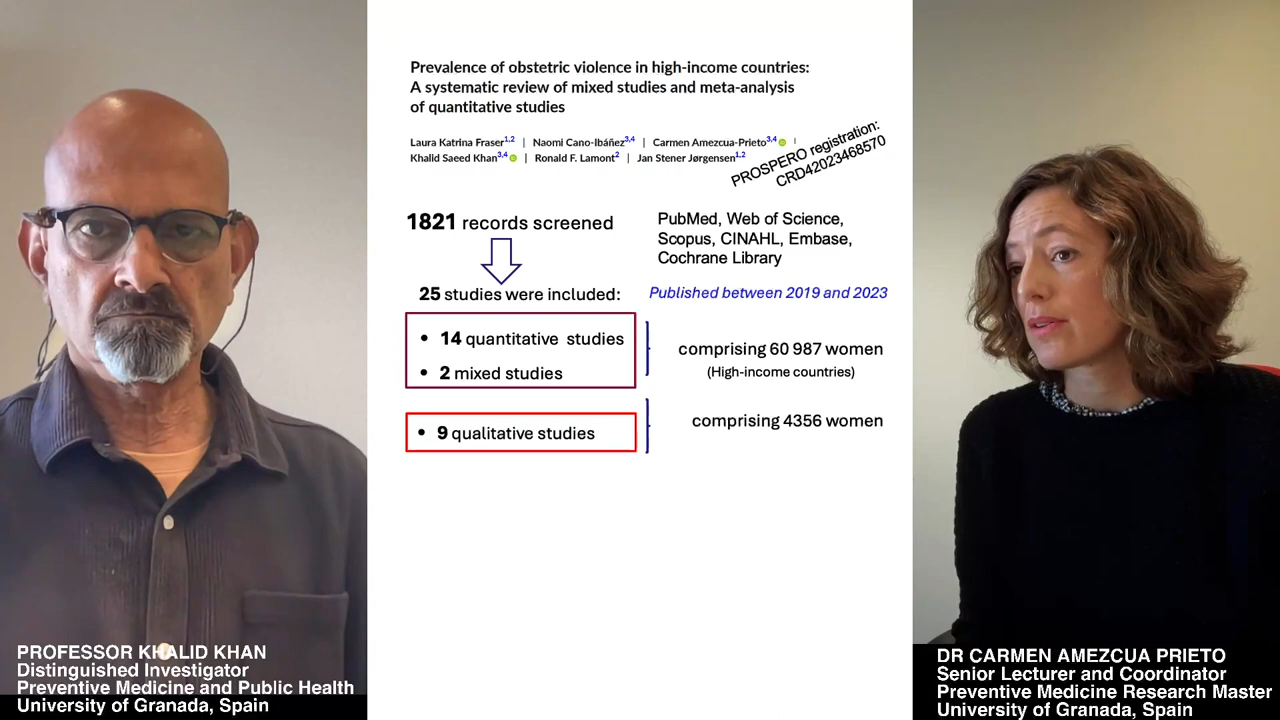 Prevalence of obstetric violence in high-income countries:
A systematic review of mixed studies and meta-analysis
of quantitative studies
Laura Katrina Fraser1,2 | Naomi Cano-Ibáñez3,4 | Carmen Amezcua-Prieto3,4 |
Khalid Saeed Khan3,4 | Ronald F. Lamont2 | Jan Stener Jørgensen1,2
PROSPERO registration:
CRD42023468570
1821 records screened
PubMed, Web of Science,
Scopus, CINAHL, Embase,
Cochrane Library
25 studies were included:
Published between 2019 and 2023
• 14 quantitative studies
• 2 mixed studies
comprising 60 987 women
(High-income countries)
• 9 qualitative studies
comprising 4356 women
PROFESSOR KHALID KHAN
Distinguished Investigator
Preventive Medicine and Public Health
University of Granada, Spain
DR CARMEN AMEZCUA PRIETO
Senior Lecturer and Coordinator
Preventive Medicine Research Master
University of Granada, Spain